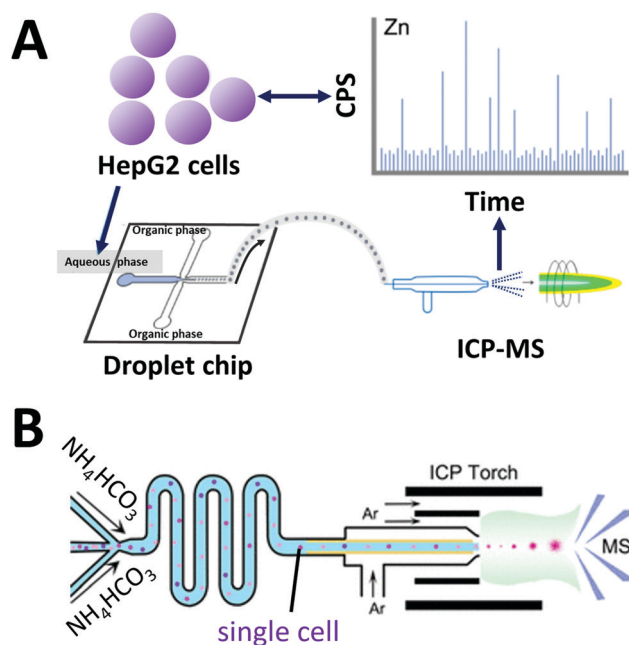 A
Zn
CPS
HepG2 cells
Time
Organic phase
Aqueous phase
Organic phase
Droplet chip
ICP-MS
B
NH₄HCO₃
ICP Torch
Ar
MS
NH₄HCO₃
Ar
single cell